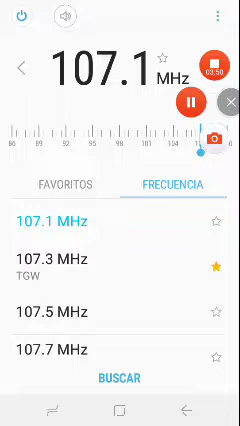 107.1 MHz
03:50
86 89 92 95 98 101 104
FAVORITOS FRECUENCIA
107.1 MHz
107.3 MHz
TGW
107.5 MHz
107.7 MHz
BUSCAR